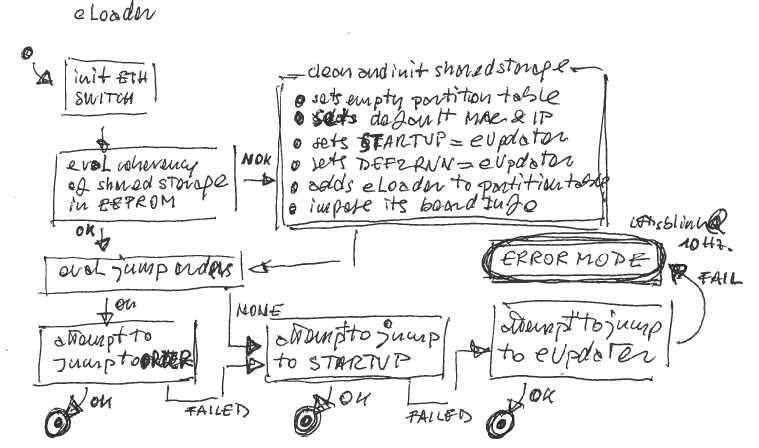 eLoader
init ETH
SWITCH
clean and init shared storage
sets empty partition table
sets default MAC & IP
sets STARTUP = eUpdater
sets DEF2RUN = eUpdater
adds eLoader to partition table
impose its board Info
eval coherency
of shared storage
in EEPROM
NOK
OK
eval jump orders
LEDs blink @
10Hz.
ERROR MODE
FAIL
OK
NONE
attempt to
jump to ORDER
attempt to jump
to STARTUP
attempt to jump
to eUpdater
OK
FAILED
OK
FAILED
OK